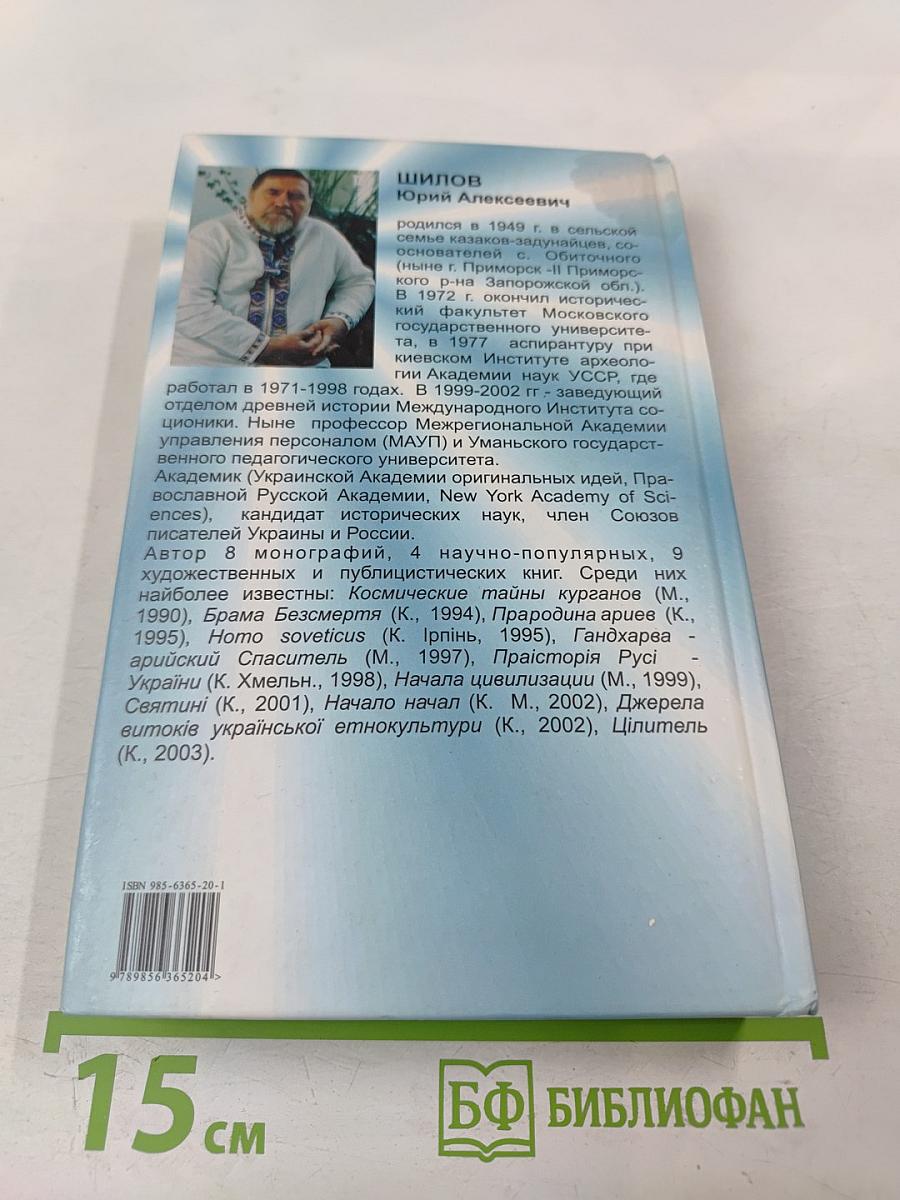 ШИЛОВ
Юрий Алексеевич
родился в 1949 г. в сельской
семье казаков-задунайцев, со-
основателей с. Обиточного
(ныне г. Приморск -II Приморс-
кого р-на Запорожской обл.).
В 1972 г. окончил историчес-
кий факультет Московского
государственного университе-
та, в 1977 аспирантуру при
киевском Институте археоло-
гии Академии наук УССР, где
работал в 1971-1998 годах. В 1999-2002 гг - заведующий
отделом древней истории Международного Института со-
ционики. Ныне профессор Межрегиональной Академии
управления персоналом (МАУП) и Уманьского государст-
венного педагогического университета.
Академик (Украинской Академии оригинальных идей, Пра-
вославной Русской Академии, New York Academy of Sci-
ences), кандидат исторических наук, член Союзов
писателей Украины и России.
Автор 8 монографий, 4 научно-популярных, 9
художественных и публицистических книг. Среди них
наиболее известны: Космические тайны курганов (М.,
1990), Брама Безсмертя (К., 1994), Прародина ариев (К.,
1995), Homo soveticus (К. Ірпінь, 1995), Гандхарва -
арийский Спаситель (М., 1997), Праісторія Русі -
України (К. Хмельн., 1998), Начала цивилизации (М., 1999),
Святині (К., 2001), Начало начал (К. М., 2002), Джерела
витоків української етнокультури (К., 2002), Цілитель
(К., 2003).
ISBN 985-6365-20-1
9 789856 365204 >
15 см
БФ БИБЛИОФАН